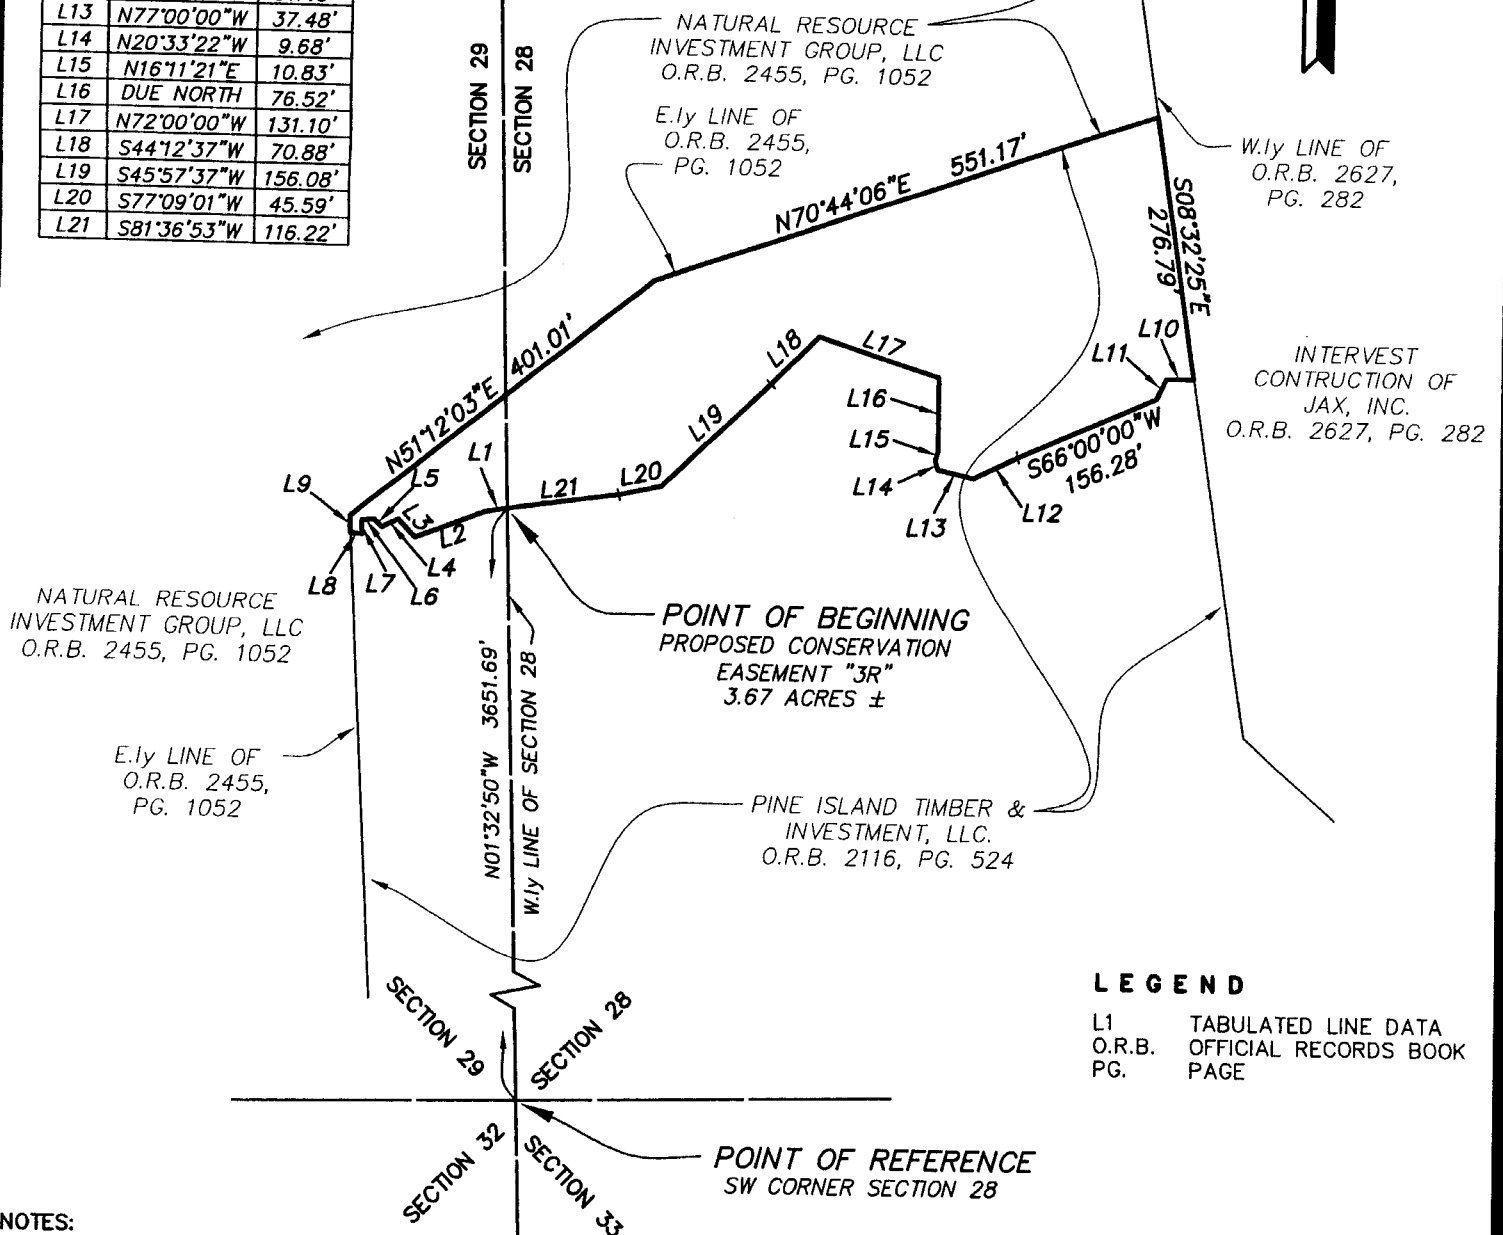 L13 N77°00'00"W 37.48'
L14 N20°33'22"W 9.68'
L15 N16°11'21"E 10.83'
L16 DUE NORTH 76.52'
L17 N72°00'00"W 131.10'
L18 S44°12'37"W 70.88'
L19 S45°57'37"W 156.08'
L20 S77°09'01"W 45.59'
L21 S81°36'53"W 116.22'
SECTION 29
SECTION 28
NATURAL RESOURCE
INVESTMENT GROUP, LLC
O.R.B. 2455, PG. 1052
E.ly LINE OF
O.R.B. 2455,
PG. 1052
N70°44'06"E 551.17'
W.ly LINE OF
O.R.B. 2627,
PG. 282
S08°32'25"E
276.79'
N51°12'03"E 401.01'
L18
L17
L10
L11
L16
L15
L14
L13
L12
S66°00'00"W
156.28'
INTERVEST
CONTRUCTION OF
JAX, INC.
O.R.B. 2627, PG. 282
L19
L20
L21
L1
L5
L9
L3
L2
L4
L8
L7
L6
NATURAL RESOURCE
INVESTMENT GROUP, LLC
O.R.B. 2455, PG. 1052
POINT OF BEGINNING
PROPOSED CONSERVATION
EASEMENT "3R"
3.67 ACRES ±
N01°32'50"W 3651.69'
W.ly LINE OF SECTION 28
E.ly LINE OF
O.R.B. 2455,
PG. 1052
PINE ISLAND TIMBER &
INVESTMENT, LLC.
O.R.B. 2116, PG. 524
SECTION 29
SECTION 28
LEGEND
L1 TABULATED LINE DATA
O.R.B. OFFICIAL RECORDS BOOK
PG. PAGE
SECTION 32
SECTION 33
POINT OF REFERENCE
SW CORNER SECTION 28
NOTES: